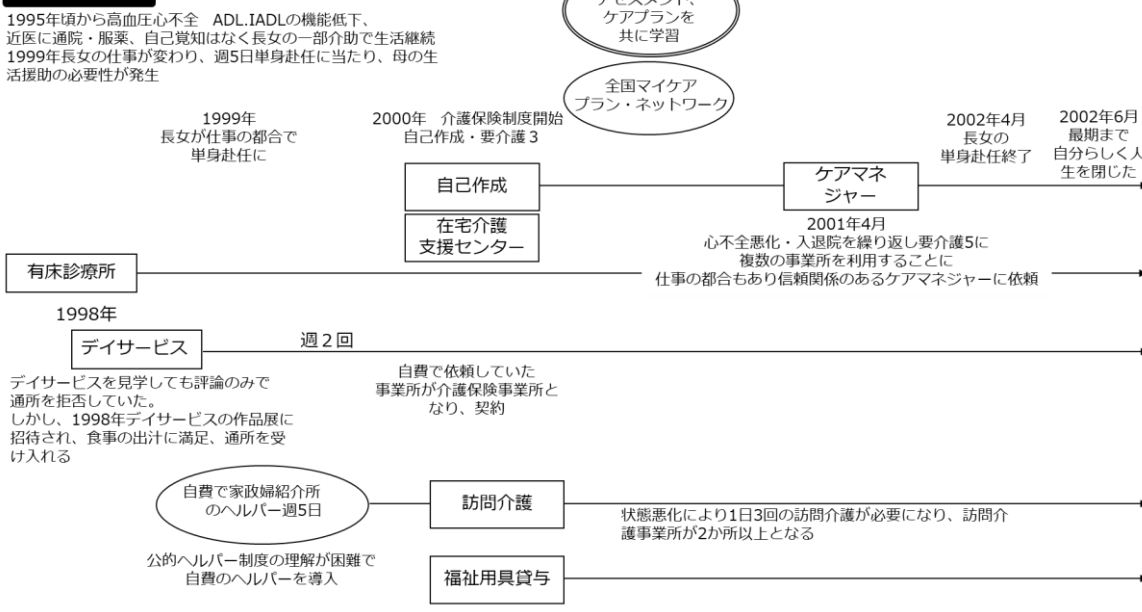 ケアプランを
共に学習
1995年頃から高血圧心不全 ADL.IADLの機能低下、
近医に通院・服薬、自己覚知はなく長女の一部介助で生活継続
1999年長女の仕事が変わり、週5日単身赴任に当たり、母の生
活援助の必要性が発生
全国マイケア
プラン・ネットワーク
1999年
長女が仕事の都合で
単身赴任に
2000年 介護保険制度開始
自己作成・要介護3
2002年4月
長女の
単身赴任終了
2002年6月
最期まで
自分らしく人
生を閉じた
自己作成
ケアマネ
ジャー
在宅介護
支援センター
2001年4月
心不全悪化・入退院を繰り返し要介護5に
複数の事業所を利用することに
仕事の都合もあり信頼関係のあるケアマネジャーに依頼
有床診療所
1998年
デイサービス
週2回
デイサービスを見学しても評論のみで
通所を拒否していた。
しかし、1998年デイサービスの作品展に
招待され、食事の出汁に満足、通所を受
け入れる
自費で依頼していた
事業所が介護保険事業所と
なり、契約
自費で家政婦紹介所
のヘルパー週5日
訪問介護
状態悪化により1日3回の訪問介護が必要になり、訪問介
護事業所が2か所以上となる
公的ヘルパー制度の理解が困難で
自費のヘルパーを導入
福祉用具貸与